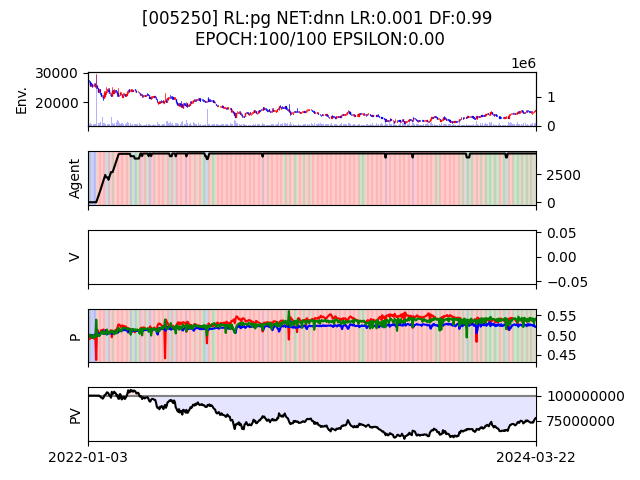 [005250] RL:pg NET:dnn LR:0.001 DF:0.99
EPOCH:100/100 EPSILON:0.00
1e6
30000
20000
Env.
1
0
Agent
2500
0
V
0.05
0.00
−0.05
P
0.55
0.50
0.45
PV
100000000
75000000
2022-01-03
2024-03-22